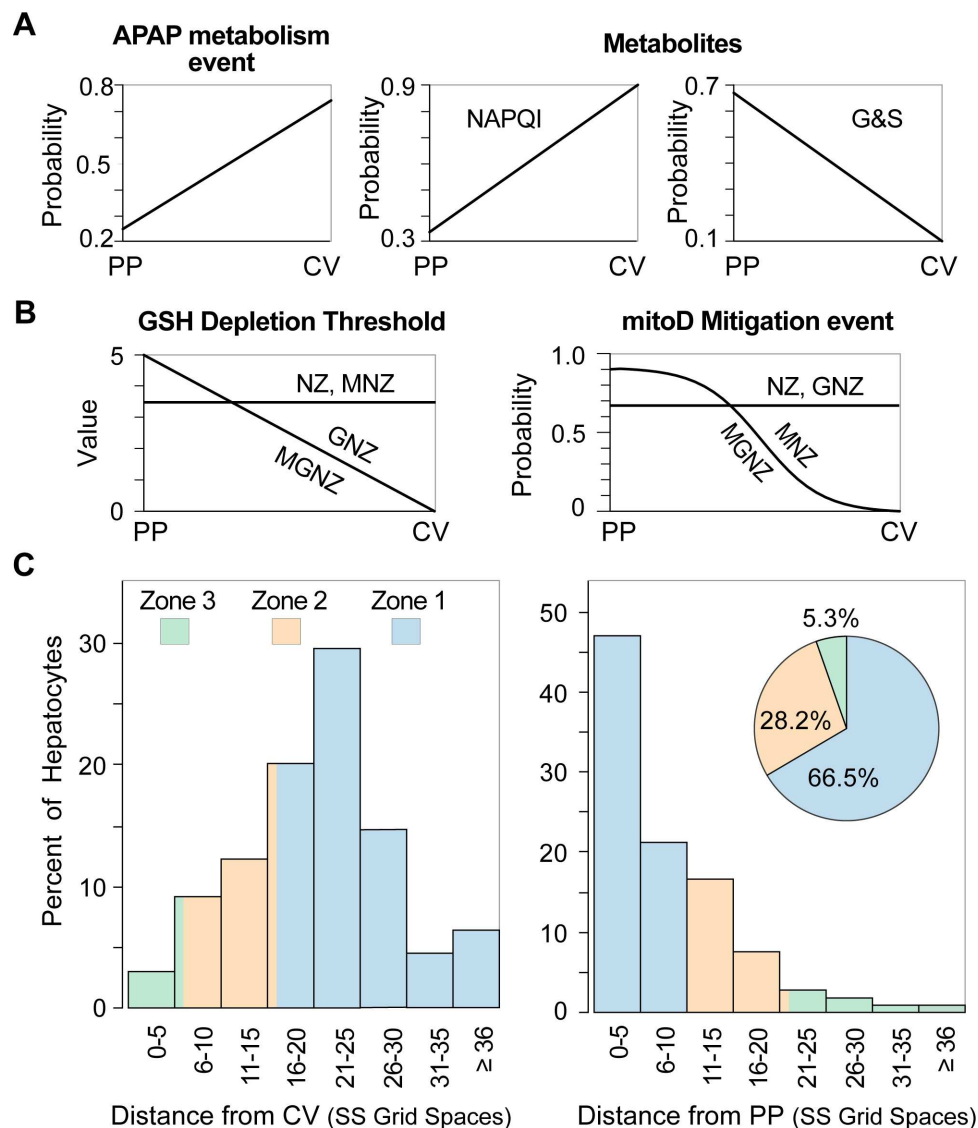 A
APAP metabolism
event
Metabolites
Probability
0.8
0.5
0.2
PP
CV
Probability
0.9
0.3
NAPQI
PP
CV
Probability
0.7
0.1
G&S
PP
CV
B
GSH Depletion Threshold
Value
5
0
NZ, MNZ
GNZ
MGNZ
PP
CV
mitoD Mitigation event
Probability
1.0
0.5
0
NZ, GNZ
MNZ
MGNZ
PP
CV
C
Percent of Hepatocytes
Zone 3 Zone 2 Zone 1
30
20
10
0
0-5
6-10
11-15
16-20
21-25
26-30
31-35
≥ 36
Distance from CV (SS Grid Spaces)
50
40
30
20
10
0
5.3%
28.2%
66.5%
0-5
6-10
11-15
16-20
21-25
26-30
31-35
≥ 36
Distance from PP (SS Grid Spaces)